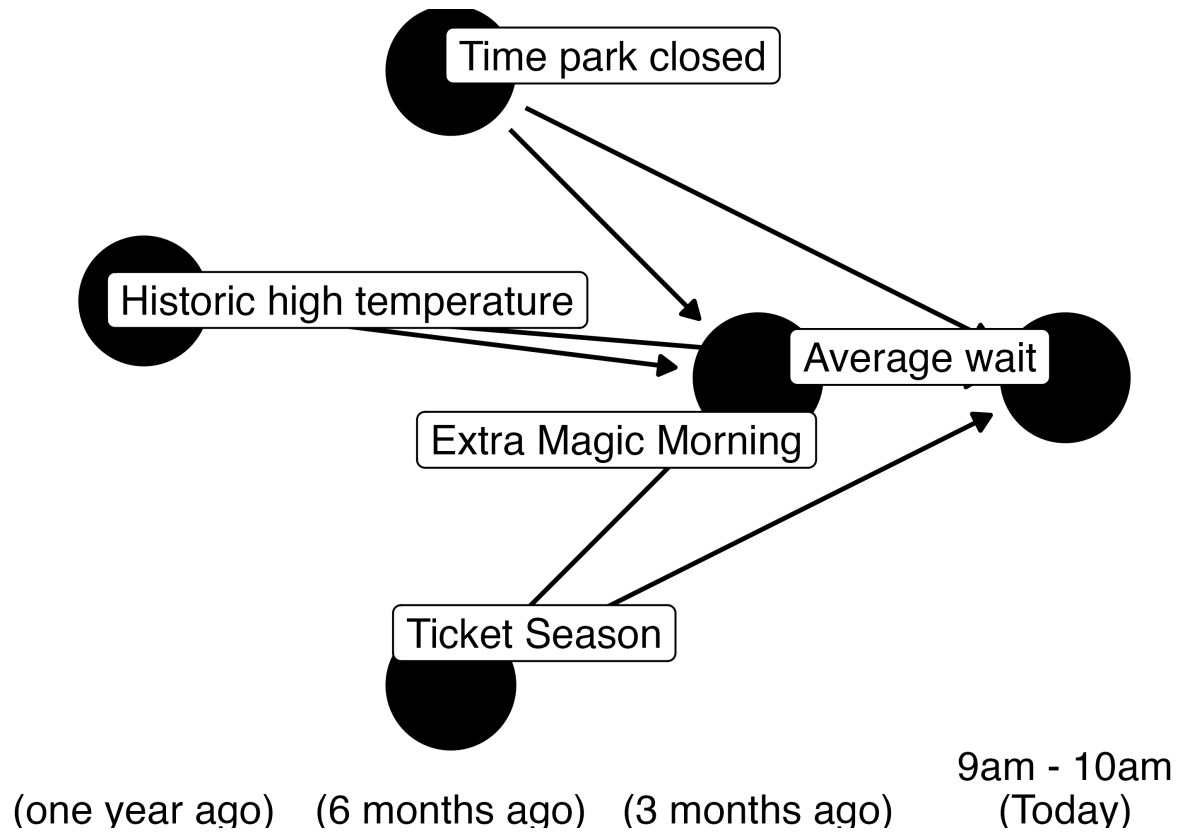 Time park closed
Historic high temperature
Average wait
Extra Magic Morning
Ticket Season
9am - 10am
(one year ago) (6 months ago) (3 months ago) (Today)